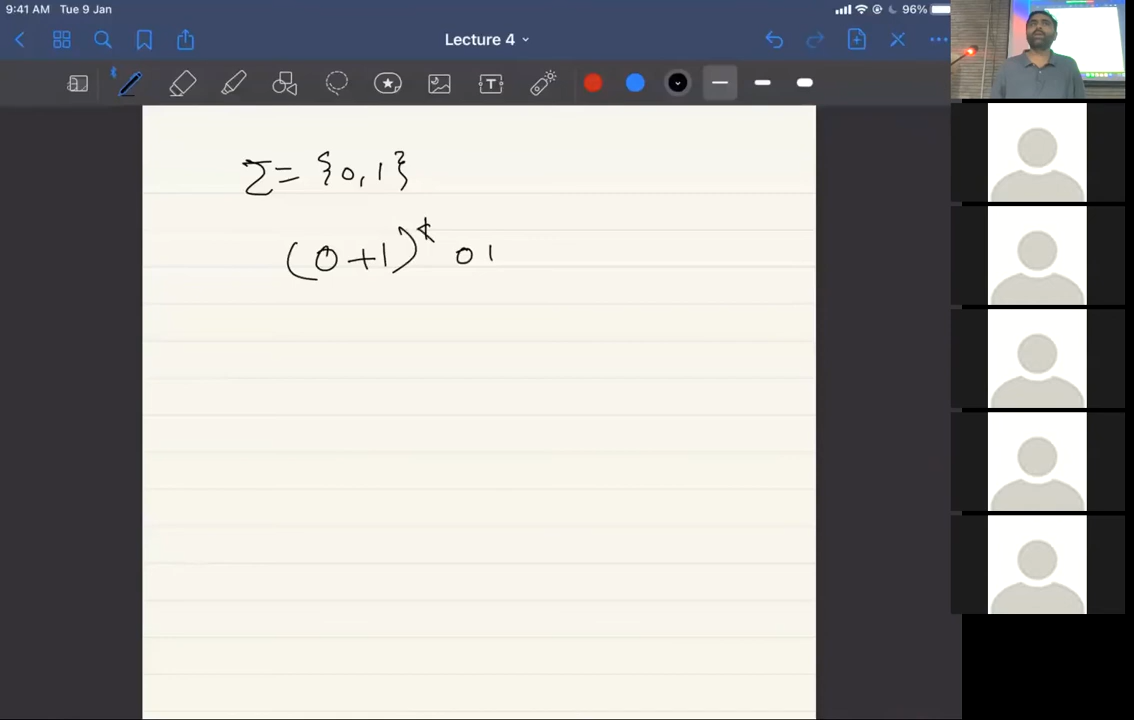 9:41 AM Tue 9 Jan 96%
Lecture 4
Σ = {0, 1}
(0+1)* 01